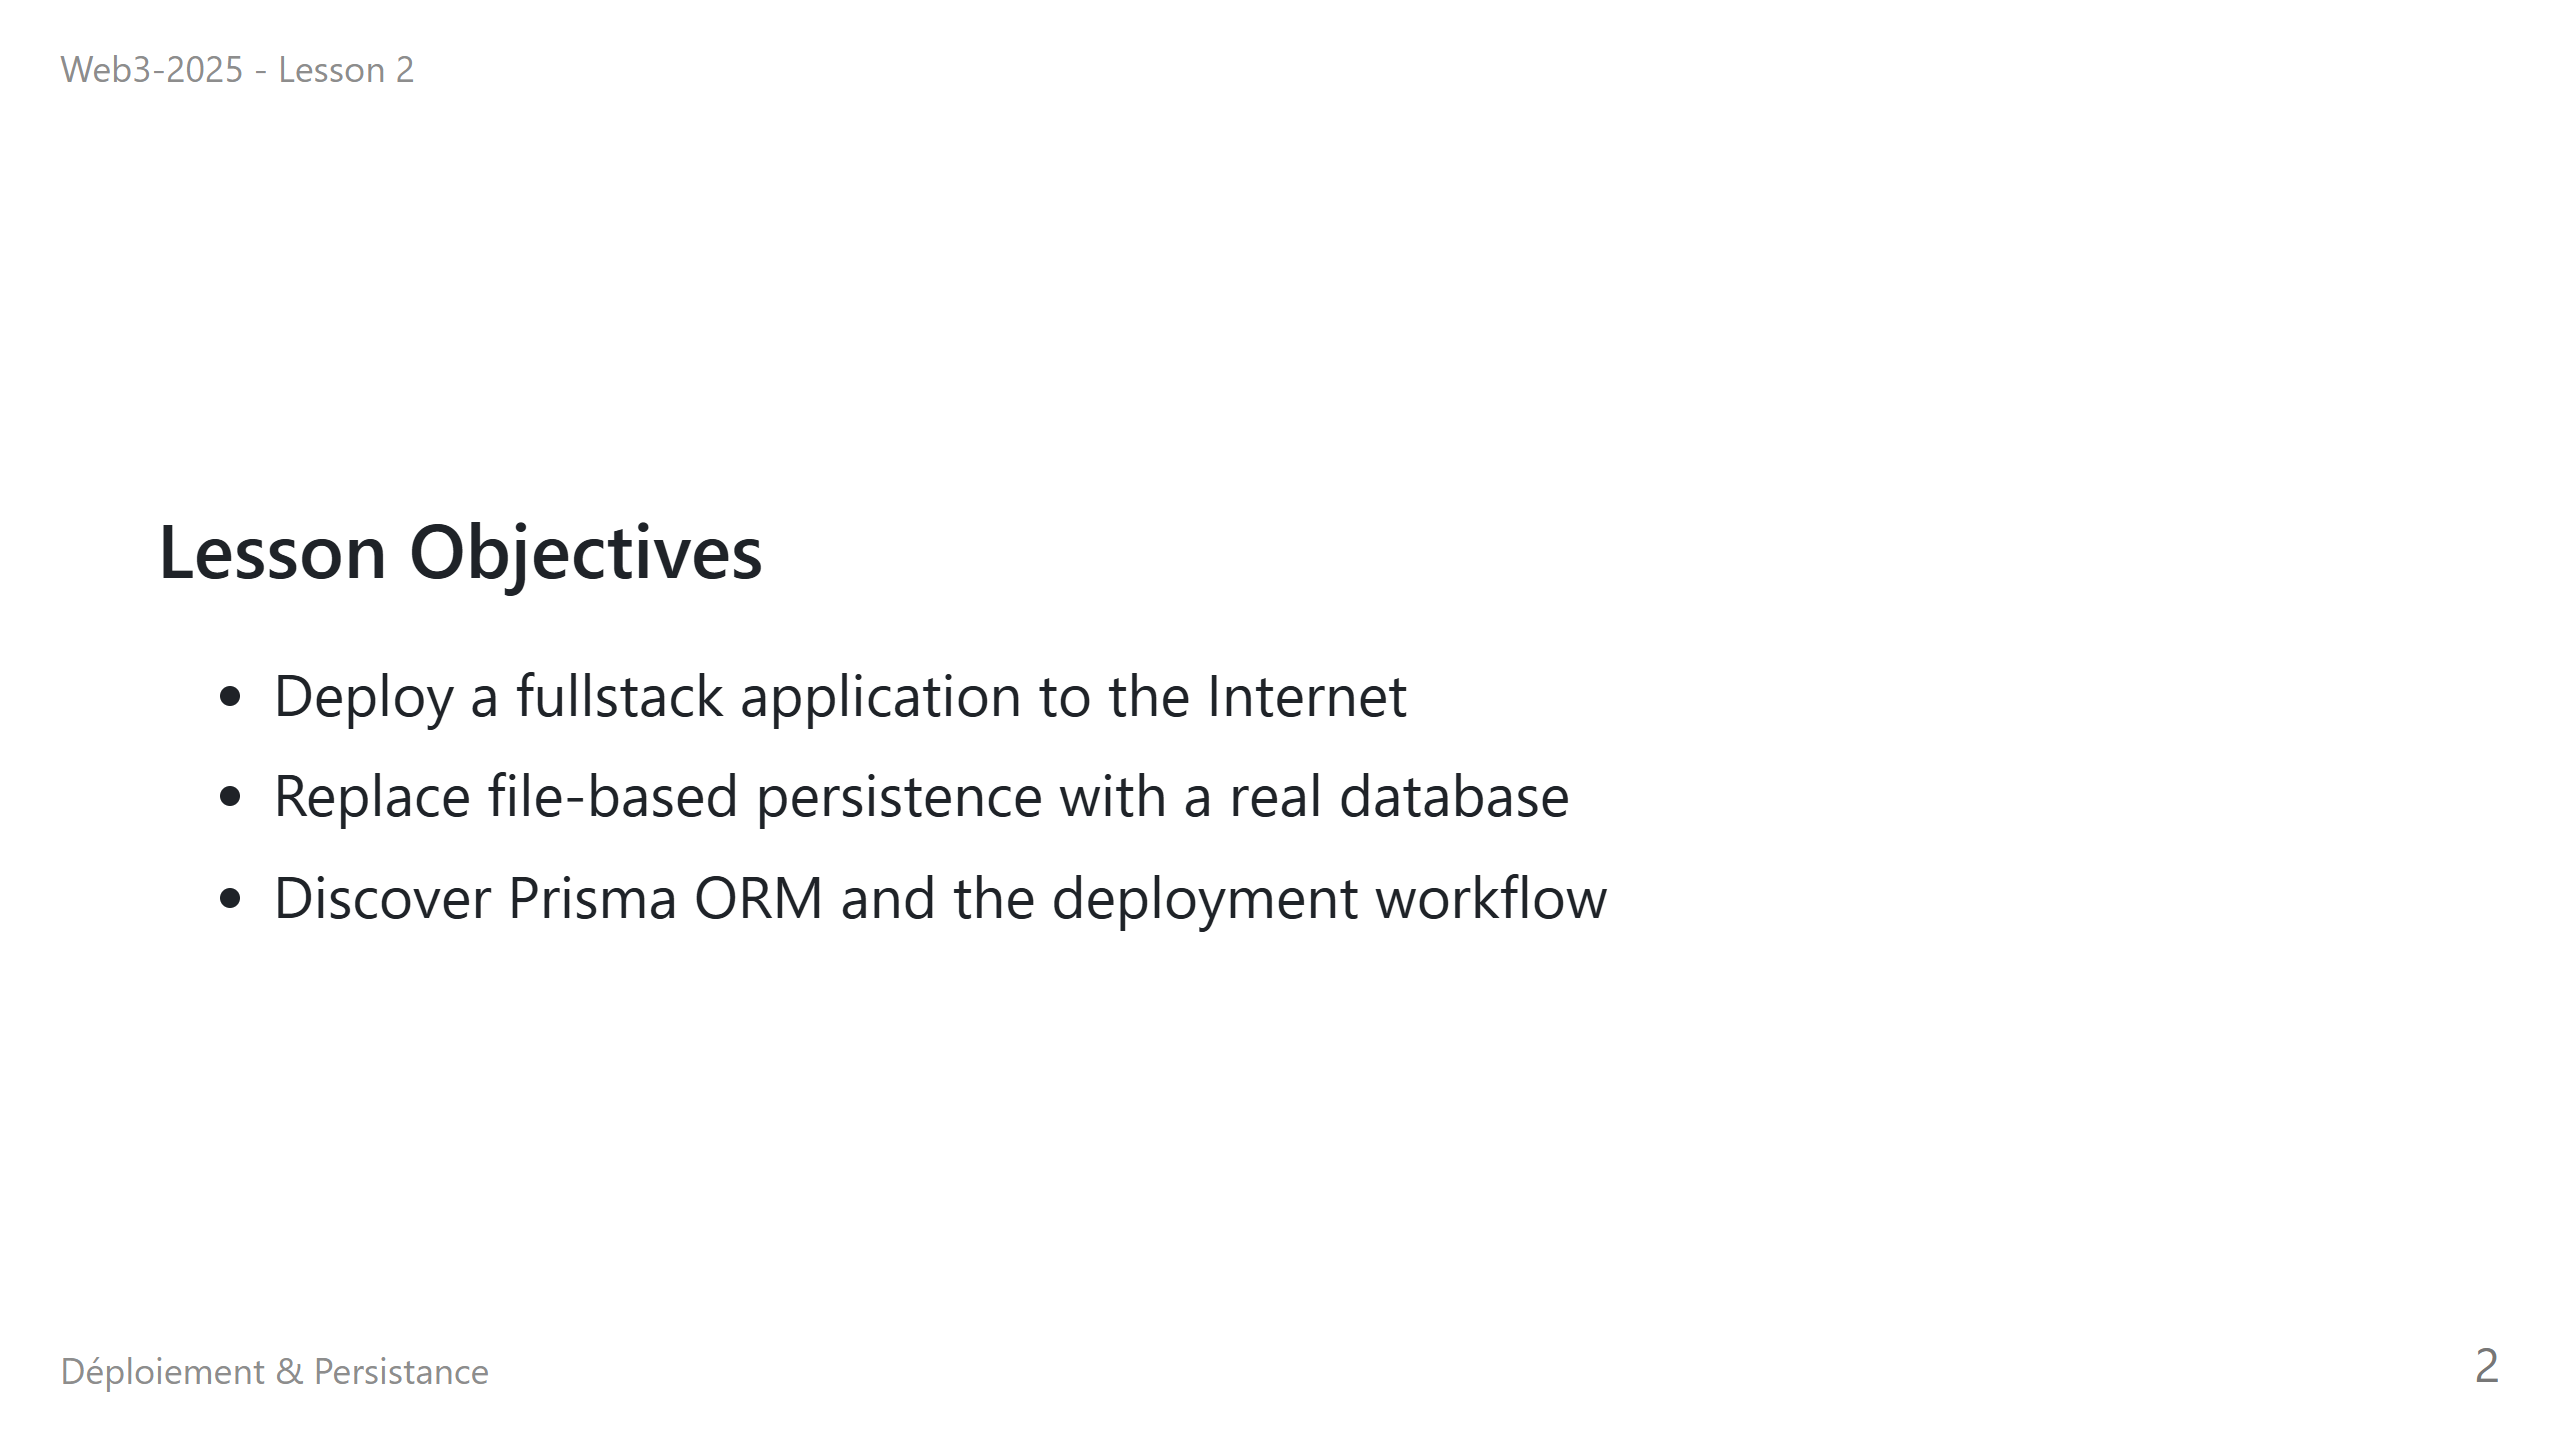 Web3-2025 - Lesson 2
Lesson Objectives
• Deploy a fullstack application to the Internet
• Replace file-based persistence with a real database
• Discover Prisma ORM and the deployment workflow
Déploiement & Persistance
2